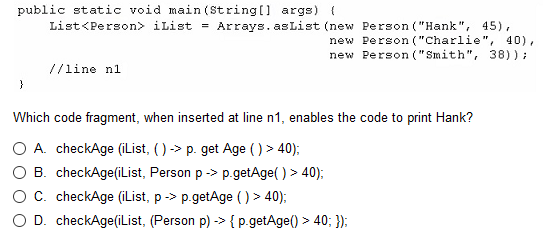 public static void main(String[] args) {
List<Person> iList = Arrays.asList(new Person("Hank", 45),
new Person("Charlie", 40),
new Person("Smith", 38));
//line n1
}
Which code fragment, when inserted at line n1, enables the code to print Hank?
A. checkAge (iList, ( ) -> p. get Age ( ) > 40);
B. checkAge(iList, Person p -> p.getAge( ) > 40);
C. checkAge (iList, p -> p.getAge ( ) > 40);
D. checkAge(iList, (Person p) -> { p.getAge() > 40; });